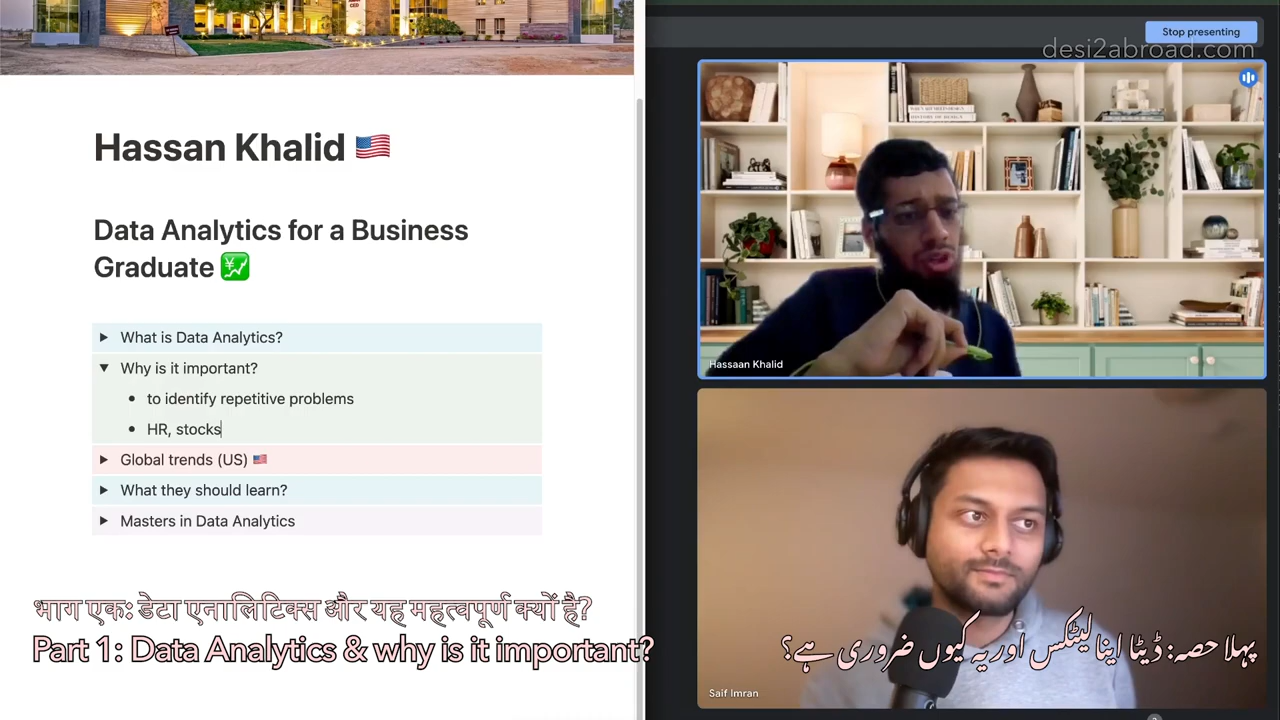 Hassan Khalid 🇺🇸
Data Analytics for a Business
Graduate 💹
What is Data Analytics?
Why is it important?
to identify repetitive problems
HR, stocks
Global trends (US) 🇺🇸
What they should learn?
Masters in Data Analytics
भाग एक: डेटा एनालिटिक्स और यह महत्वपूर्ण क्यों है?
Part 1: Data Analytics & why is it important?
Stop presenting
desi2abroad.com
Hassaan Khalid
پہلا حصہ: ڈیٹا اینا لیٹکس اور یہ کیوں ضروری ہے؟
Saif Imran